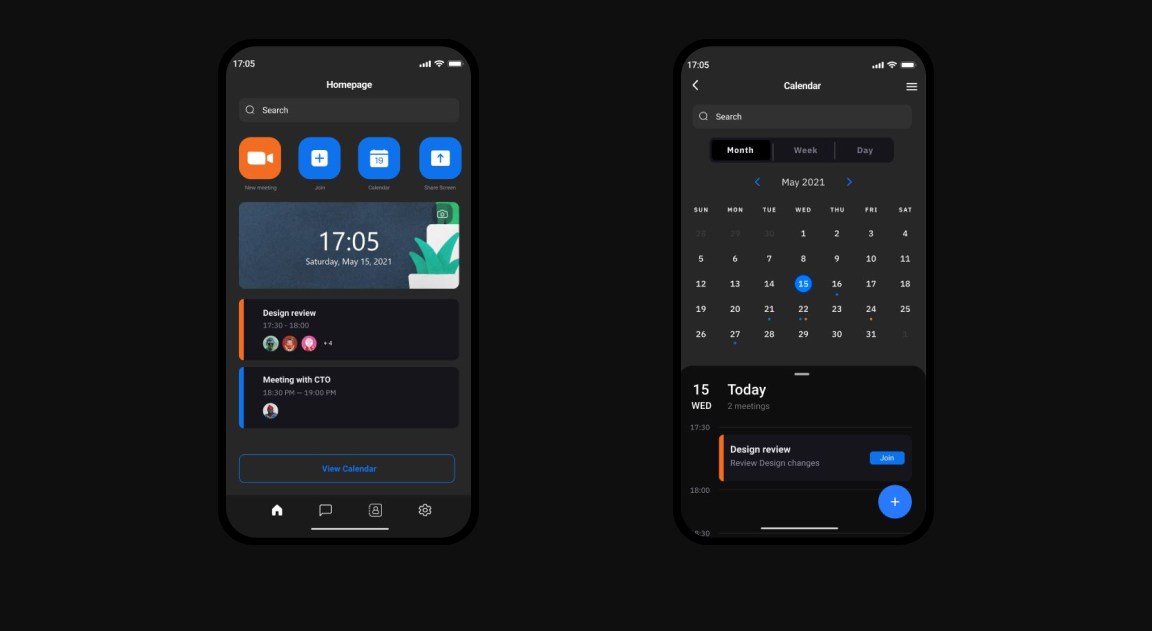 17:05
Homepage
Search
New meeting Join Calendar Share Screen
19
17:05
Saturday, May 15, 2021
Design review
17:30 - 18:00
+ 4
Meeting with CTO
18:30 PM — 19:00 PM
View Calendar
17:05
Calendar
Search
Month Week Day
May 2021
SUN MON TUE WED THU FRI SAT
28 29 30 1 2 3 4
5 6 7 8 9 10 11
12 13 14 15 16 17 18
19 20 21 22 23 24 25
26 27 28 29 30 31 1
15 Today
WED 2 meetings
17:30
Design review
Review Design changes
Join
18:00
+